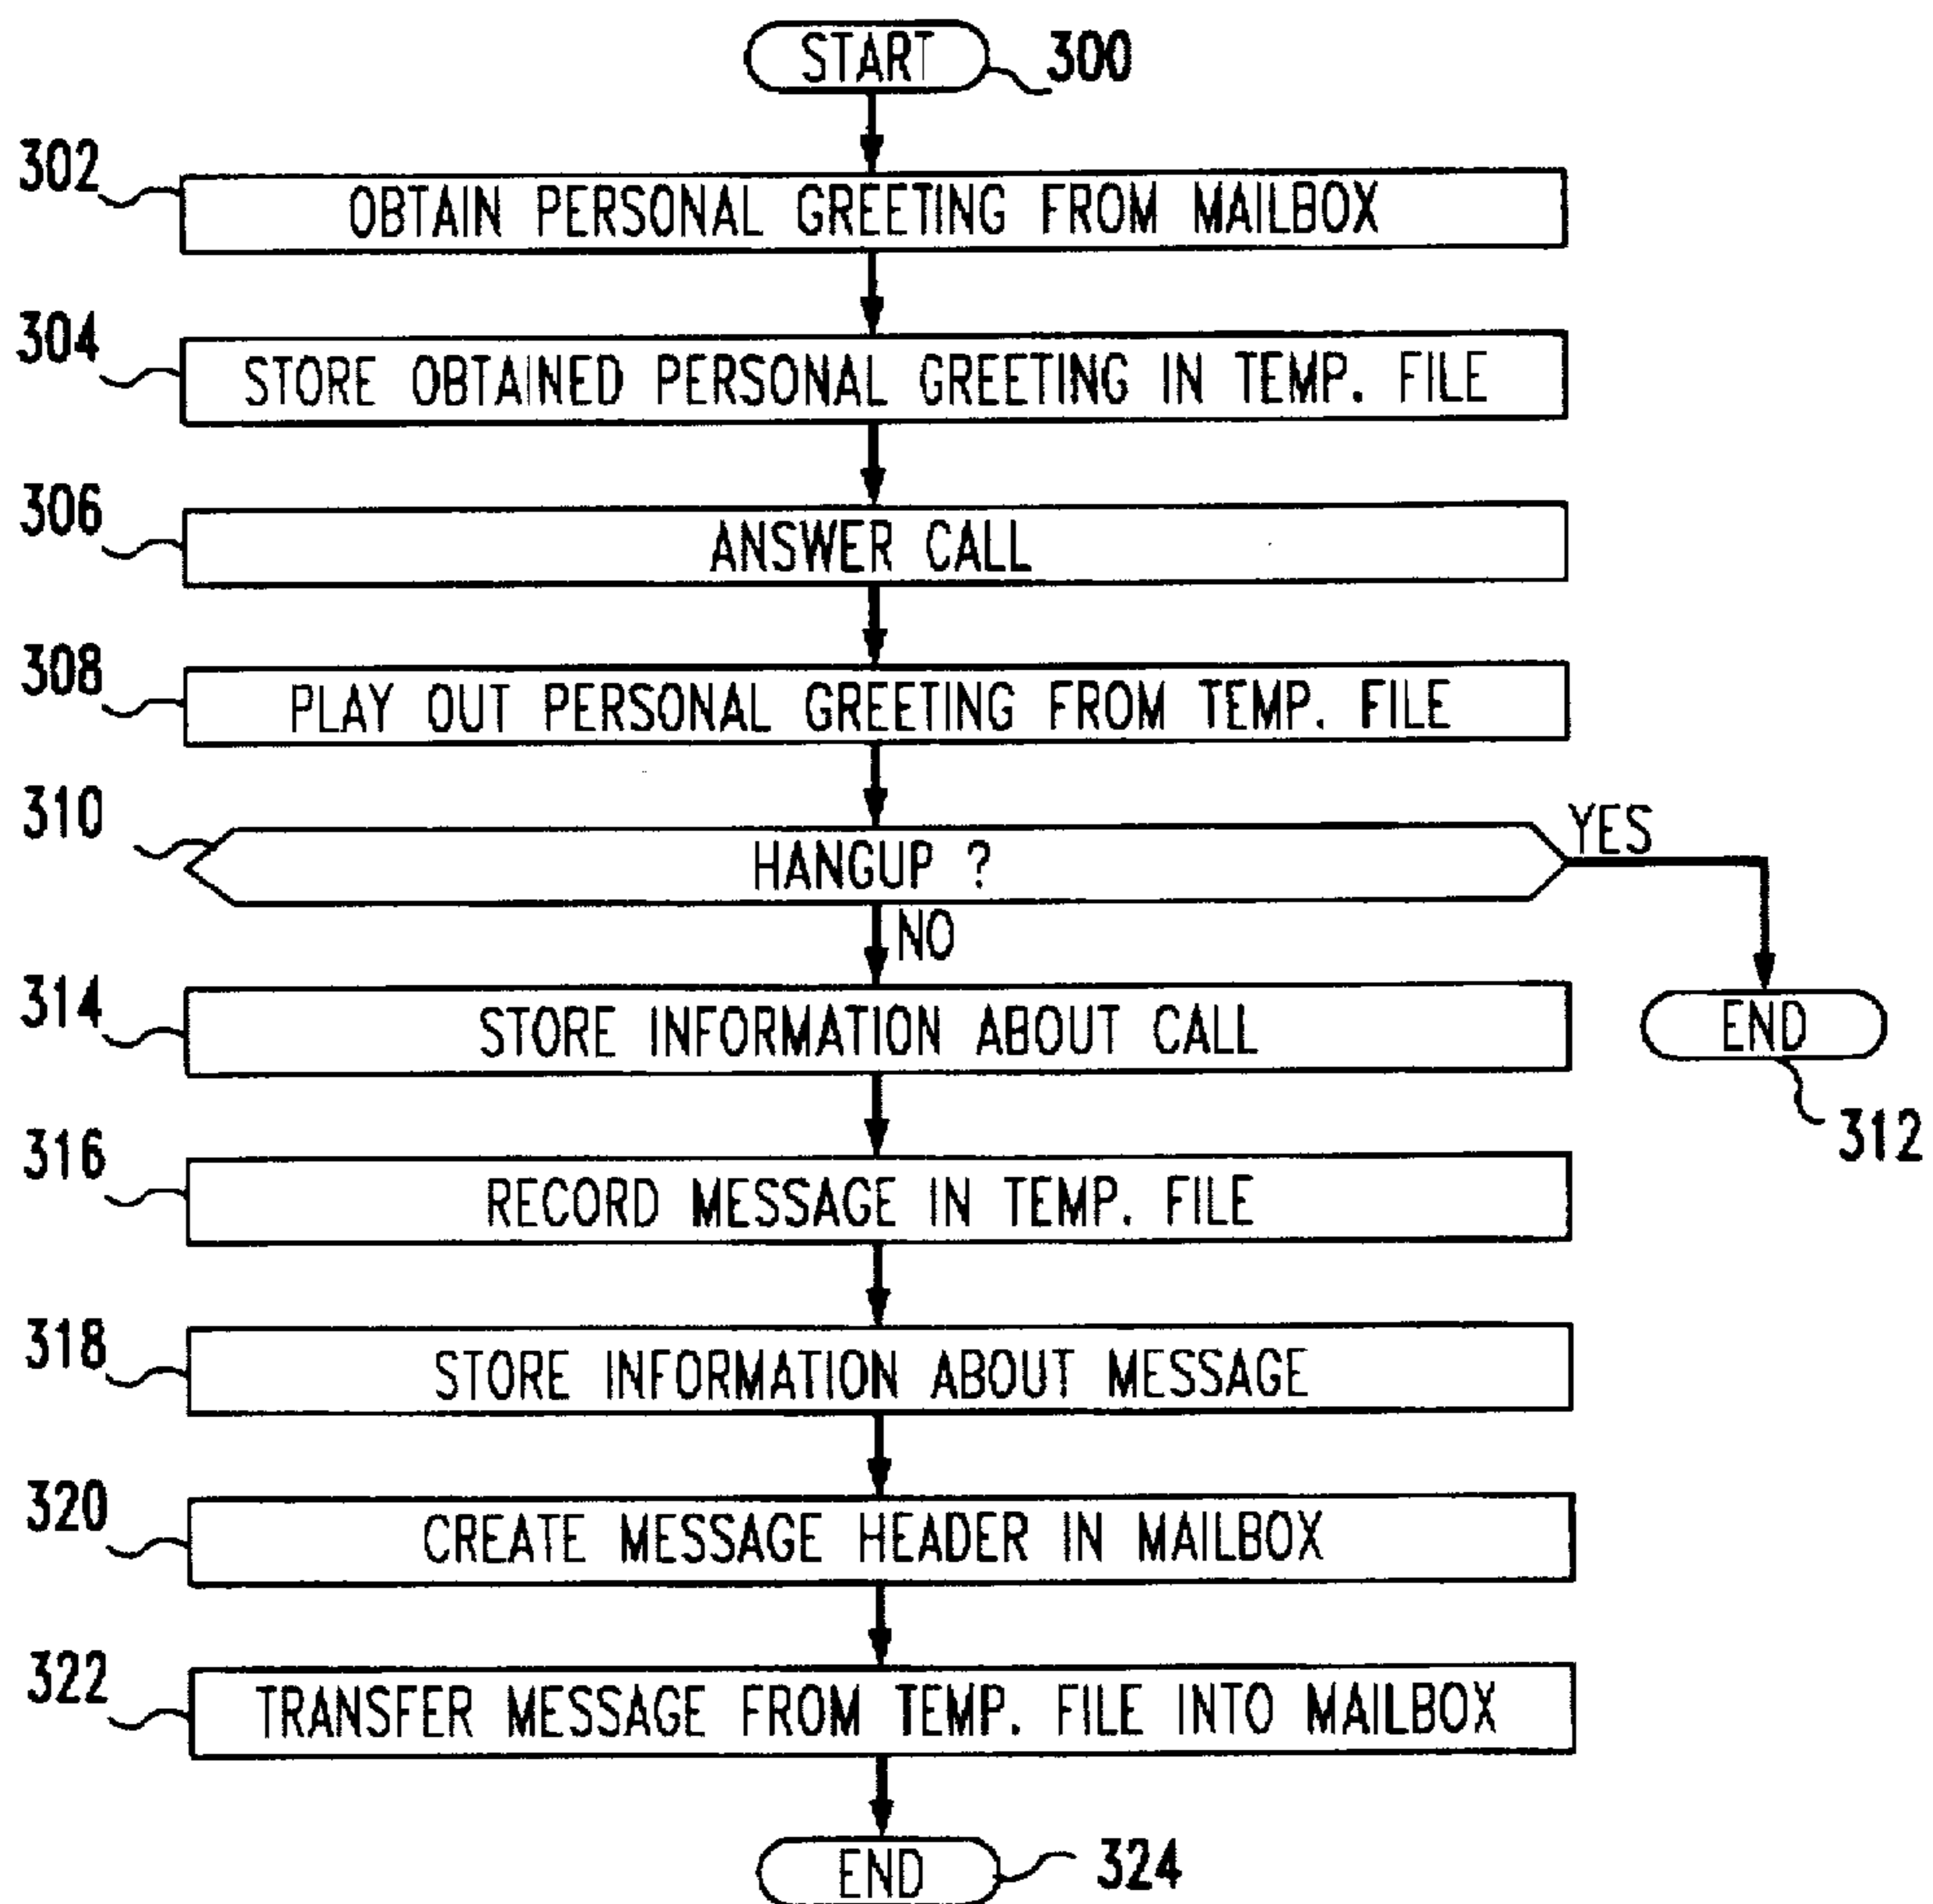 START 300
302
OBTAIN PERSONAL GREETING FROM MAILBOX
304
STORE OBTAINED PERSONAL GREETING IN TEMP. FILE
306
ANSWER CALL
308
PLAY OUT PERSONAL GREETING FROM TEMP. FILE
310
HANGUP ?
YES
NO
314
STORE INFORMATION ABOUT CALL
END
312
316
RECORD MESSAGE IN TEMP. FILE
318
STORE INFORMATION ABOUT MESSAGE
320
CREATE MESSAGE HEADER IN MAILBOX
322
TRANSFER MESSAGE FROM TEMP. FILE INTO MAILBOX
END 324